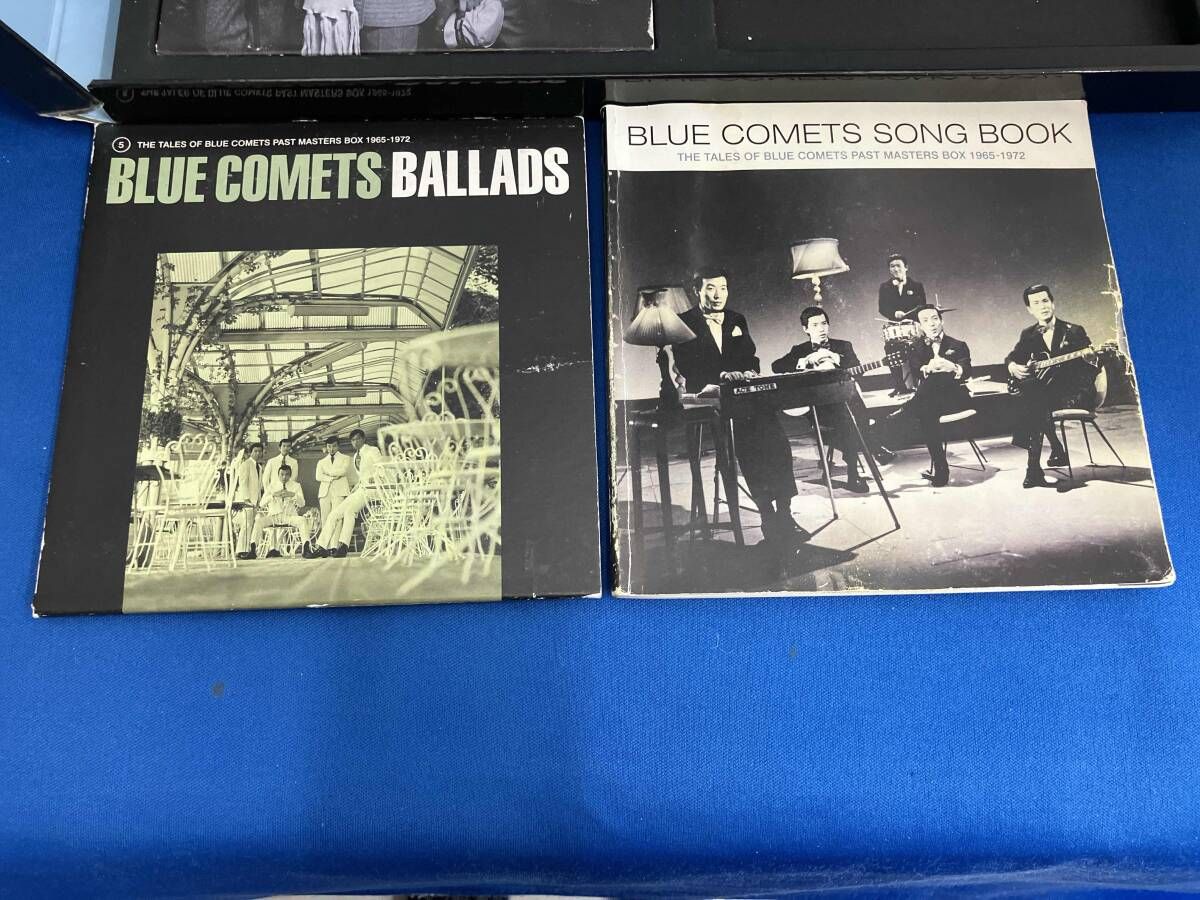 ⑤ THE TALES OF BLUE COMETS PAST MASTERS BOX 1965-1972
BLUE COMETS BALLADS
BLUE COMETS SONG BOOK
THE TALES OF BLUE COMETS PAST MASTERS BOX 1965-1972
ACE TONE